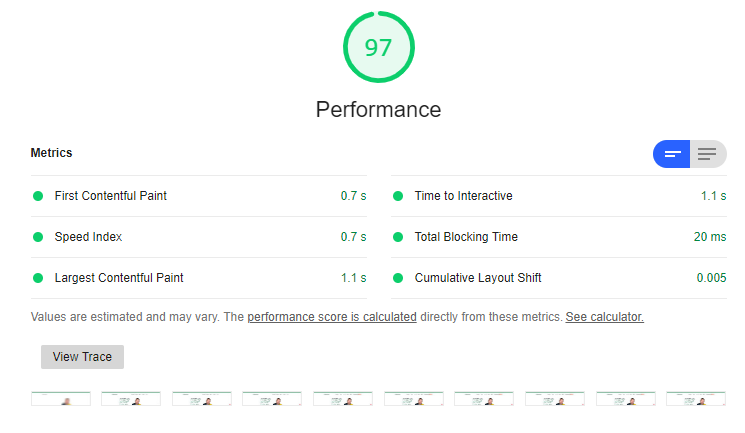 97
Performance
Metrics
First Contentful Paint 0.7 s
Time to Interactive 1.1 s
Speed Index 0.7 s
Total Blocking Time 20 ms
Largest Contentful Paint 1.1 s
Cumulative Layout Shift 0.005
Values are estimated and may vary. The performance score is calculated directly from these metrics. See calculator.
View Trace